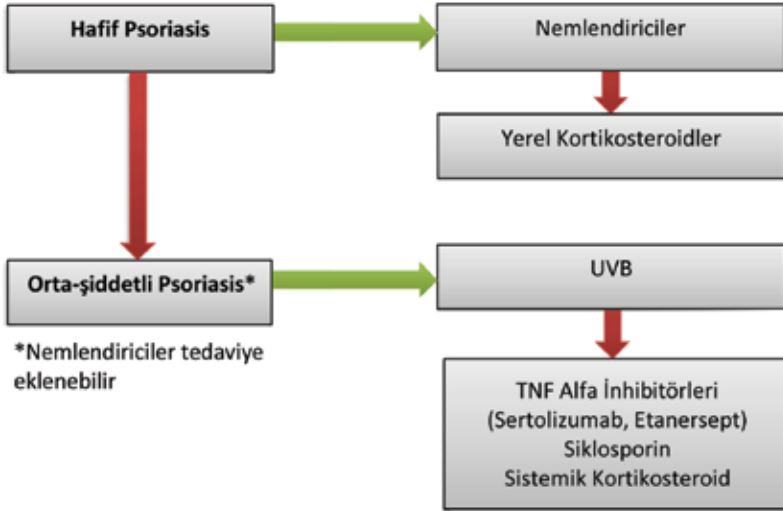 Hafif Psoriasis
Nemlendiriciler
Yerel Kortikosteroidler
Orta-şiddetli Psoriasis*
UVB
*Nemlendiriciler tedaviye
eklenebilir
TNF Alfa İnhibitörleri
(Sertolizumab, Etanersept)
Siklosporin
Sistemik Kortikosteroid